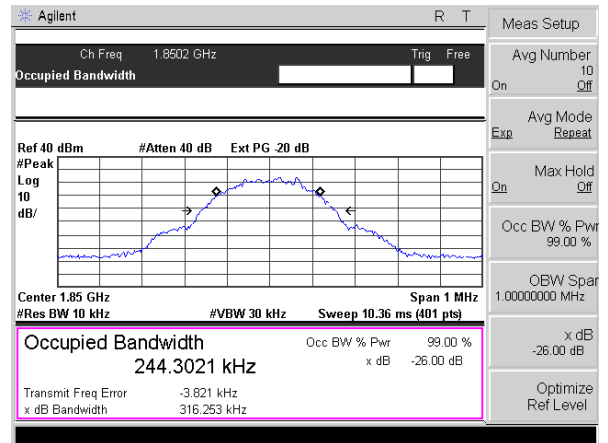 Agilent R T
Ch Freq 1.8502 GHz Trig Free
Occupied Bandwidth
Ref 40 dBm #Atten 40 dB Ext PG -20 dB
#Peak
Log
10
dB/
Center 1.85 GHz Span 1 MHz
#Res BW 10 kHz #VBW 30 kHz Sweep 10.36 ms (401 pts)
Occupied Bandwidth Occ BW % Pwr 99.00 %
244.3021 kHz x dB -26.00 dB
Transmit Freq Error -3.821 kHz
x dB Bandwidth 316.253 kHz
Meas Setup
Avg Number
10
On Off
Avg Mode
Exp Repeat
Max Hold
On Off
Occ BW % Pwr
99.00 %
OBW Span
1.00000000 MHz
x dB
-26.00 dB
Optimize
Ref Level